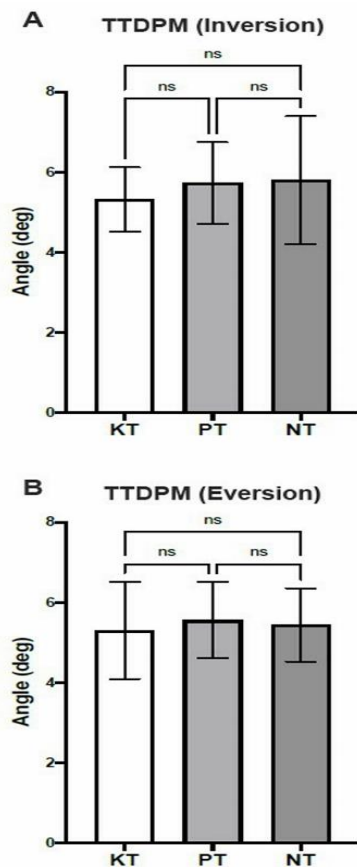 A
TTDPM (Inversion)
ns
ns ns
8
6
4
2
0
Angle (deg)
KT PT NT
B
TTDPM (Eversion)
ns
ns ns
8
6
4
2
0
Angle (deg)
KT PT NT